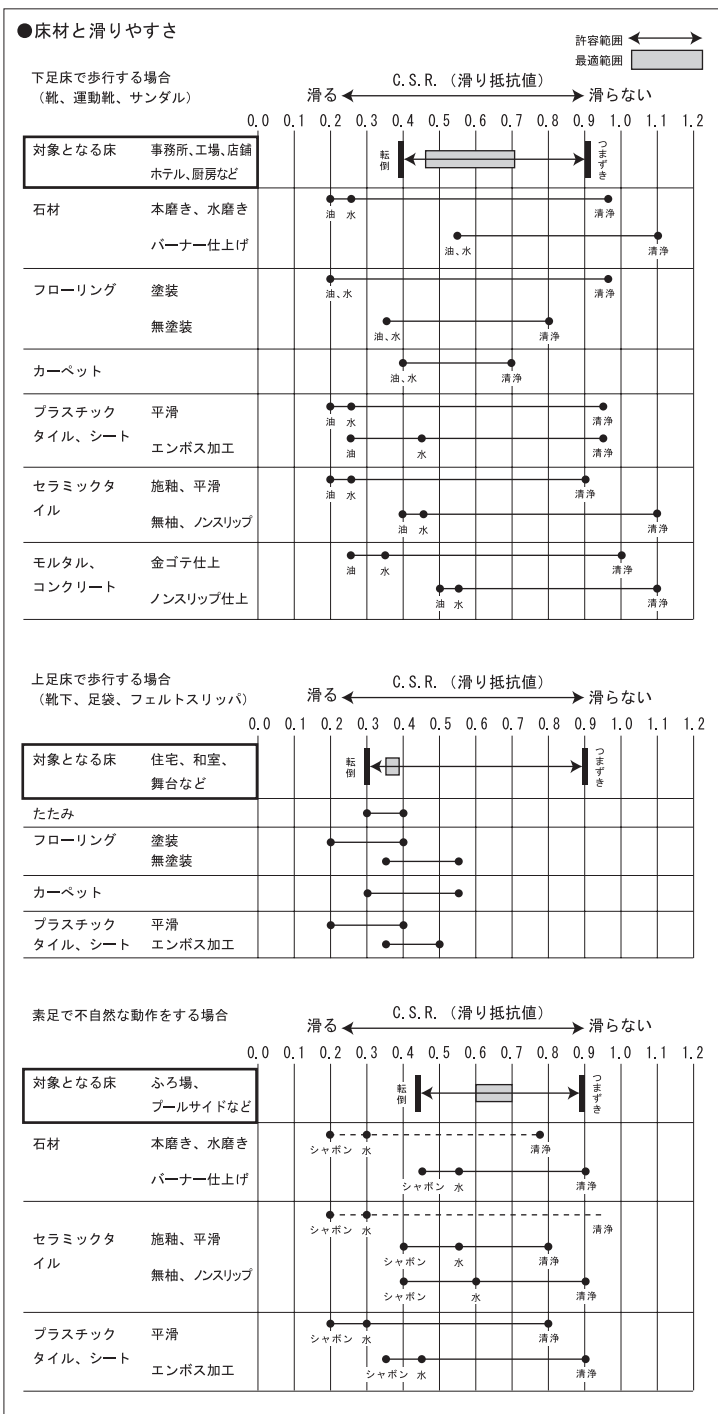 ●床材と滑りやすさ
許容範囲
最適範囲
下足床で歩行する場合
(靴、運動靴、サンダル)
C.S.R. (滑り抵抗値)
滑る
滑らない
0.0 0.1 0.2 0.3 0.4 0.5 0.6 0.7 0.8 0.9 1.0 1.1 1.2
対象となる床 事務所、工場、店舗
ホテル、厨房など
転倒
つまずき
石材 本磨き、水磨き
油 水 清浄
バーナー仕上げ
油、水 清浄
フローリング 塗装
油、水 清浄
無塗装
油、水 清浄
カーペット
油、水 清浄
プラスチック 平滑
油 水 清浄
タイル、シート エンボス加工
油 水 清浄
セラミックタ 施釉、平滑
イル
油 水 清浄
無柚、ノンスリップ
油 水 清浄
モルタル、 金ゴテ仕上
油 水 清浄
コンクリート ノンスリップ仕上
油 水 清浄
上足床で歩行する場合
(靴下、足袋、フェルトスリッパ)
C.S.R. (滑り抵抗値)
滑る
滑らない
0.0 0.1 0.2 0.3 0.4 0.5 0.6 0.7 0.8 0.9 1.0 1.1 1.2
対象となる床 住宅、和室、
舞台など
転倒
つまずき
たたみ
フローリング 塗装
無塗装
カーペット
プラスチック 平滑
タイル、シート エンボス加工
素足で不自然な動作をする場合
C.S.R. (滑り抵抗値)
滑る
滑らない
0.0 0.1 0.2 0.3 0.4 0.5 0.6 0.7 0.8 0.9 1.0 1.1 1.2
対象となる床 ふろ場、
プールサイドなど
転倒
つまずき
石材 本磨き、水磨き
シャボン 水 清浄
バーナー仕上げ
シャボン 水 清浄
シャボン 水 清浄
セラミックタ 施釉、平滑
イル
シャボン 水 清浄
無柚、ノンスリップ
シャボン 水 清浄
プラスチック 平滑
シャボン 水 清浄
タイル、シート エンボス加工
シャボン 水 清浄